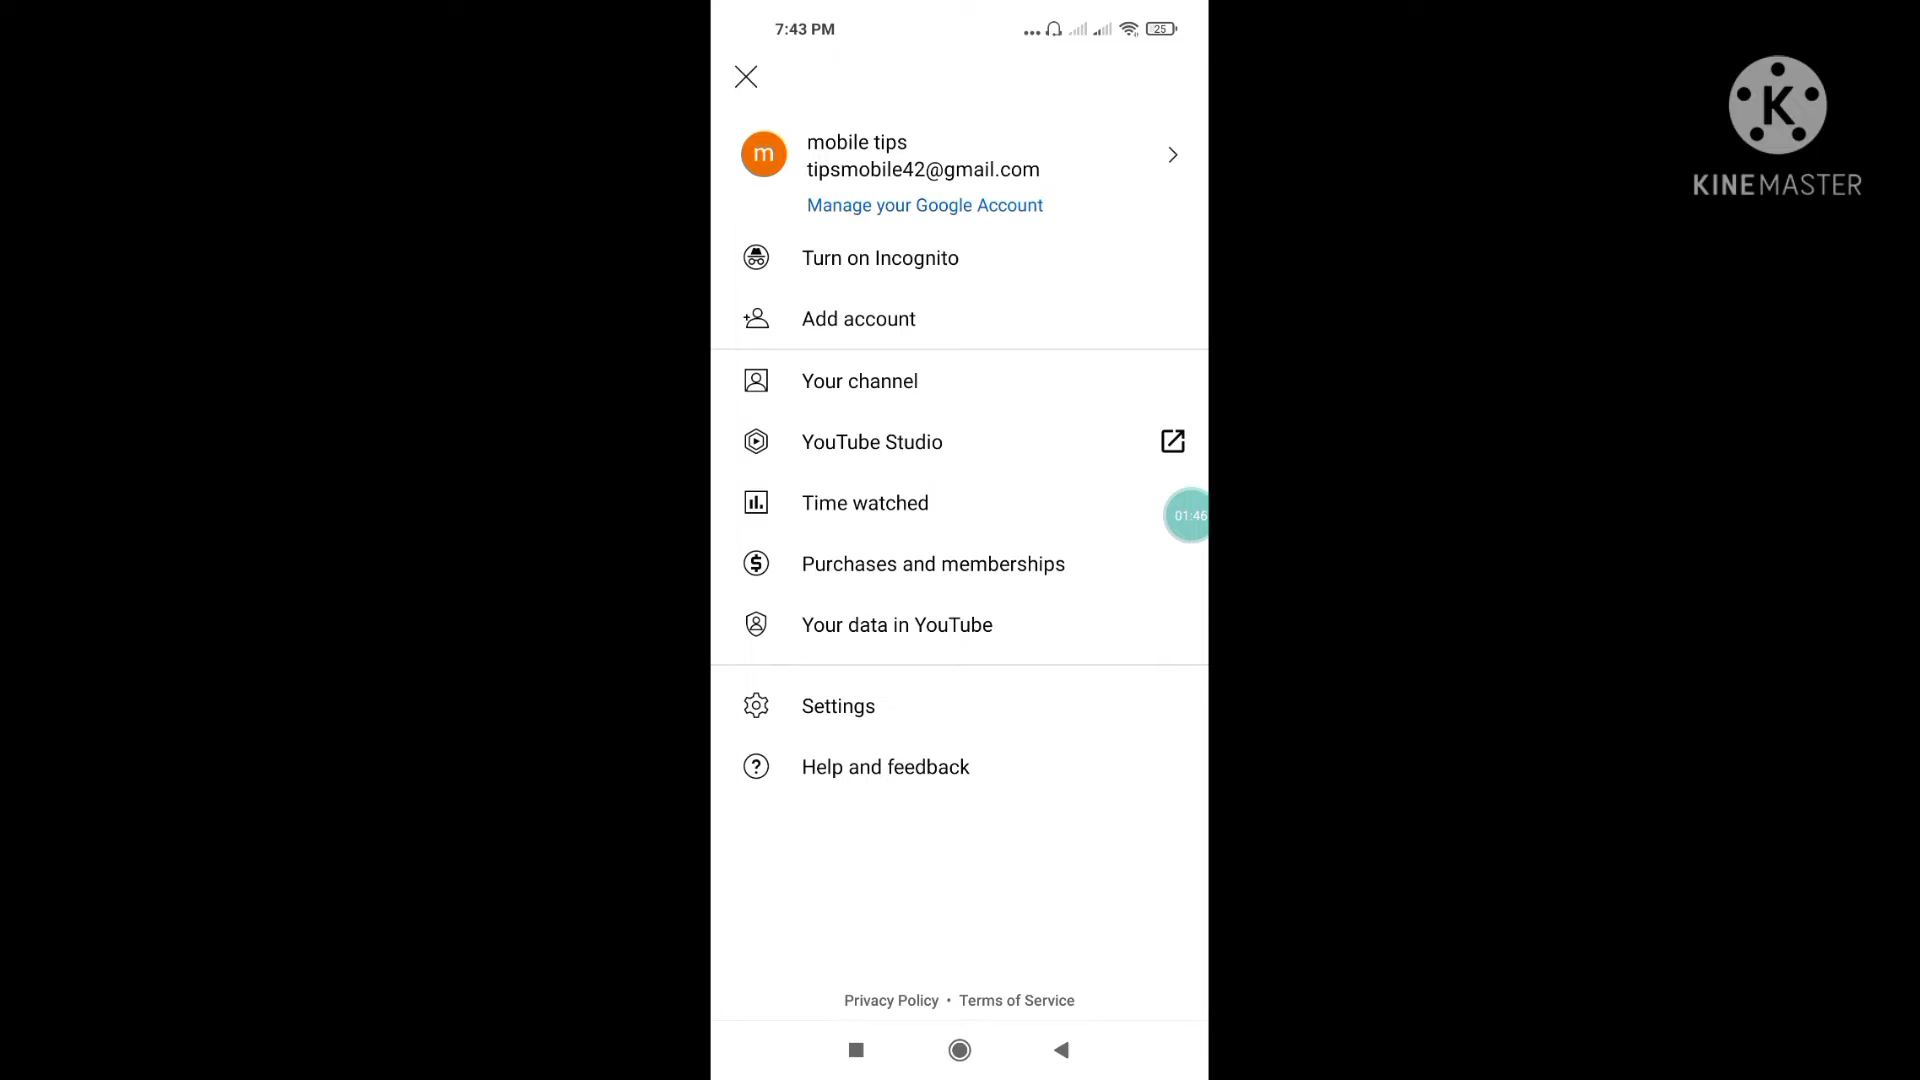 7:43 PM
25
mobile tips
tipsmobile42@gmail.com
Manage your Google Account
Turn on Incognito
Add account
Your channel
YouTube Studio
Time watched
01:46
Purchases and memberships
Your data in YouTube
Settings
Help and feedback
Privacy Policy • Terms of Service
m
K
KINEMASTER